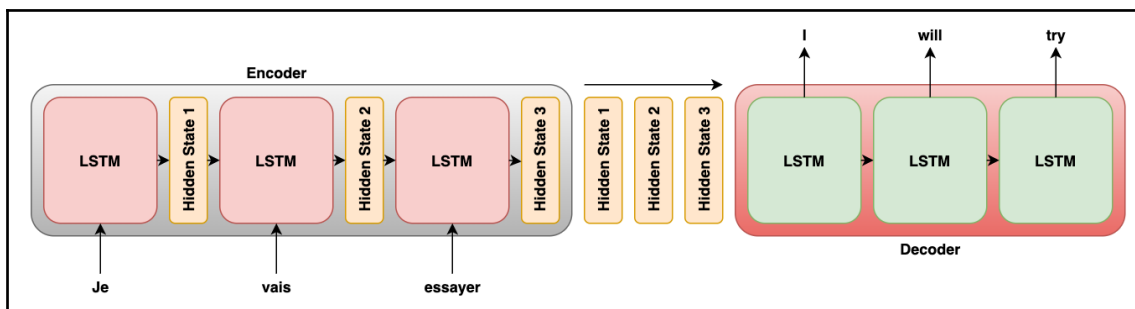 I will try
Encoder
LSTM
Hidden State 1
LSTM
Hidden State 2
LSTM
Hidden State 3
Hidden State 1
Hidden State 2
Hidden State 3
LSTM
LSTM
LSTM
Decoder
Je vais essayer